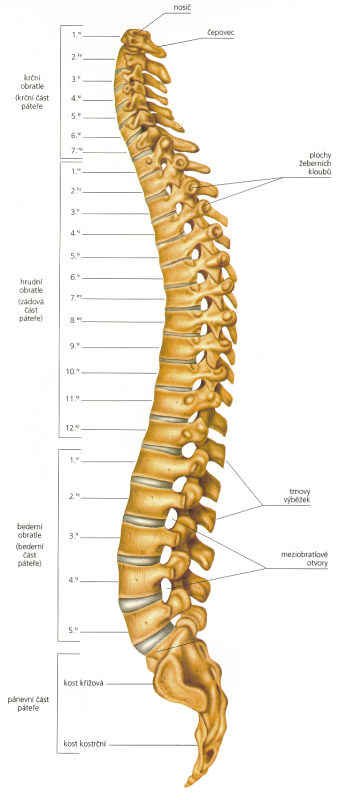 nosič
čepovec
krční
obratle
(krční část
páteře
1.
2.
3.
4.
5.
6.
7.
plochy
žeberních
kloubů
hrudní
obratle
(zádová
část
páteře)
1.
2.
3.
4.
5.
6.
7.
8.
9.
10.
11.
12.
bederní
obratle
(bederní
část
páteře)
1.
2.
3.
4.
5.
trnový
výběžek
meziobratlové
otvory
pánevní část
páteře
kost křížová
kost kostrční